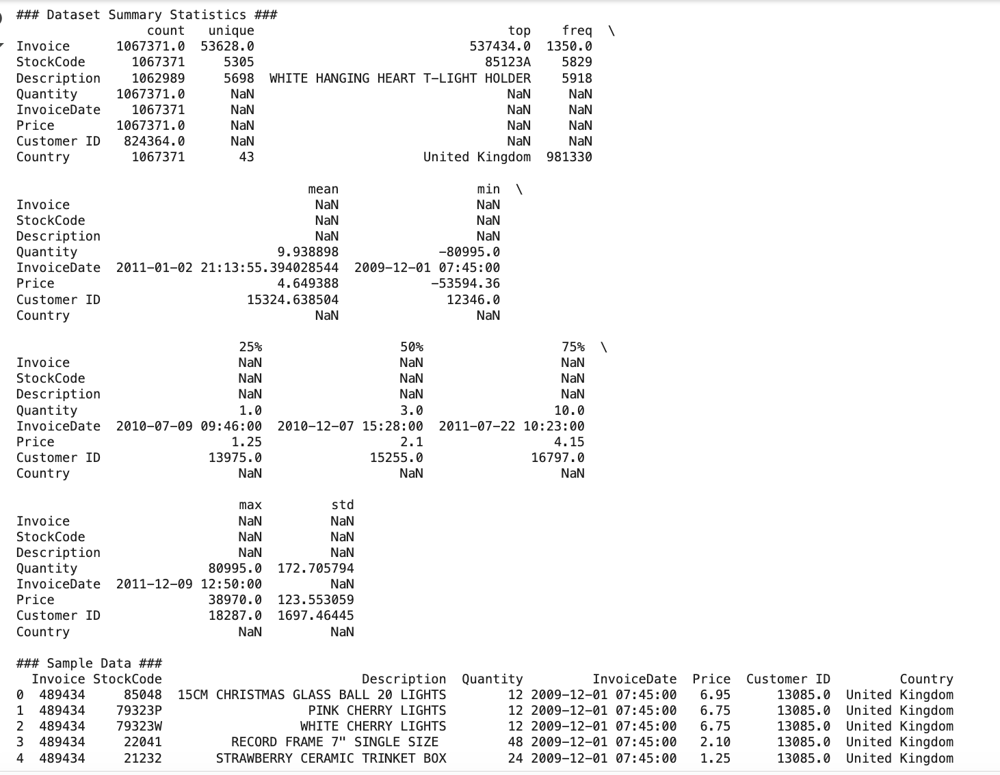 ### Dataset Summary Statistics ###
count unique top freq \
Invoice 1067371.0 53628.0 537434.0 1350.0
StockCode 1067371 5305 85123A 5829
Description 1062989 5698 WHITE HANGING HEART T-LIGHT HOLDER 5918
Quantity 1067371.0 NaN NaN NaN
InvoiceDate 1067371 NaN NaN NaN
Price 1067371.0 NaN NaN NaN
Customer ID 824364.0 NaN NaN NaN
Country 1067371 43 United Kingdom 981330
mean min \
Invoice NaN NaN
StockCode NaN NaN
Description NaN NaN
Quantity 9.938898 -80995.0
InvoiceDate 2011-01-02 21:13:55.394028544 2009-12-01 07:45:00
Price 4.649388 -53594.36
Customer ID 15324.638504 12346.0
Country NaN NaN
25% 50% 75% \
Invoice NaN NaN NaN
StockCode NaN NaN NaN
Description NaN NaN NaN
Quantity 1.0 3.0 10.0
InvoiceDate 2010-07-09 09:46:00 2010-12-07 15:28:00 2011-07-22 10:23:00
Price 1.25 2.1 4.15
Customer ID 13975.0 15255.0 16797.0
Country NaN NaN NaN
max std
Invoice NaN NaN
StockCode NaN NaN
Description NaN NaN
Quantity 80995.0 172.705794
InvoiceDate 2011-12-09 12:50:00 NaN
Price 38970.0 123.553059
Customer ID 18287.0 1697.46445
Country NaN NaN
### Sample Data ###
Invoice StockCode Description Quantity InvoiceDate Price Customer ID Country
0 489434 85048 15CM CHRISTMAS GLASS BALL 20 LIGHTS 12 2009-12-01 07:45:00 6.95 13085.0 United Kingdom
1 489434 79323P PINK CHERRY LIGHTS 12 2009-12-01 07:45:00 6.75 13085.0 United Kingdom
2 489434 79323W WHITE CHERRY LIGHTS 12 2009-12-01 07:45:00 6.75 13085.0 United Kingdom
3 489434 22041 RECORD FRAME 7" SINGLE SIZE 48 2009-12-01 07:45:00 2.10 13085.0 United Kingdom
4 489434 21232 STRAWBERRY CERAMIC TRINKET BOX 24 2009-12-01 07:45:00 1.25 13085.0 United Kingdom